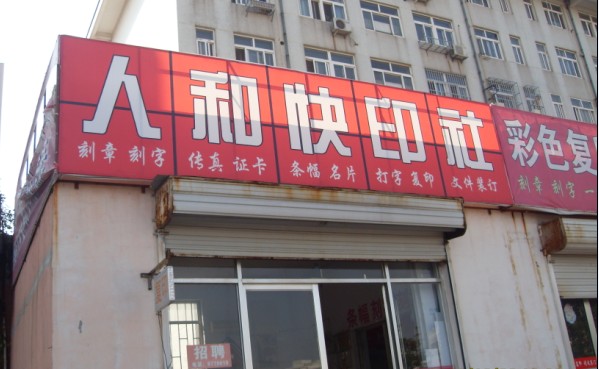 人和快印社
刻章 刻字 传真 证卡 条幅 名片 打字 复印 文件装订
彩色复
刻章 刻字
招聘